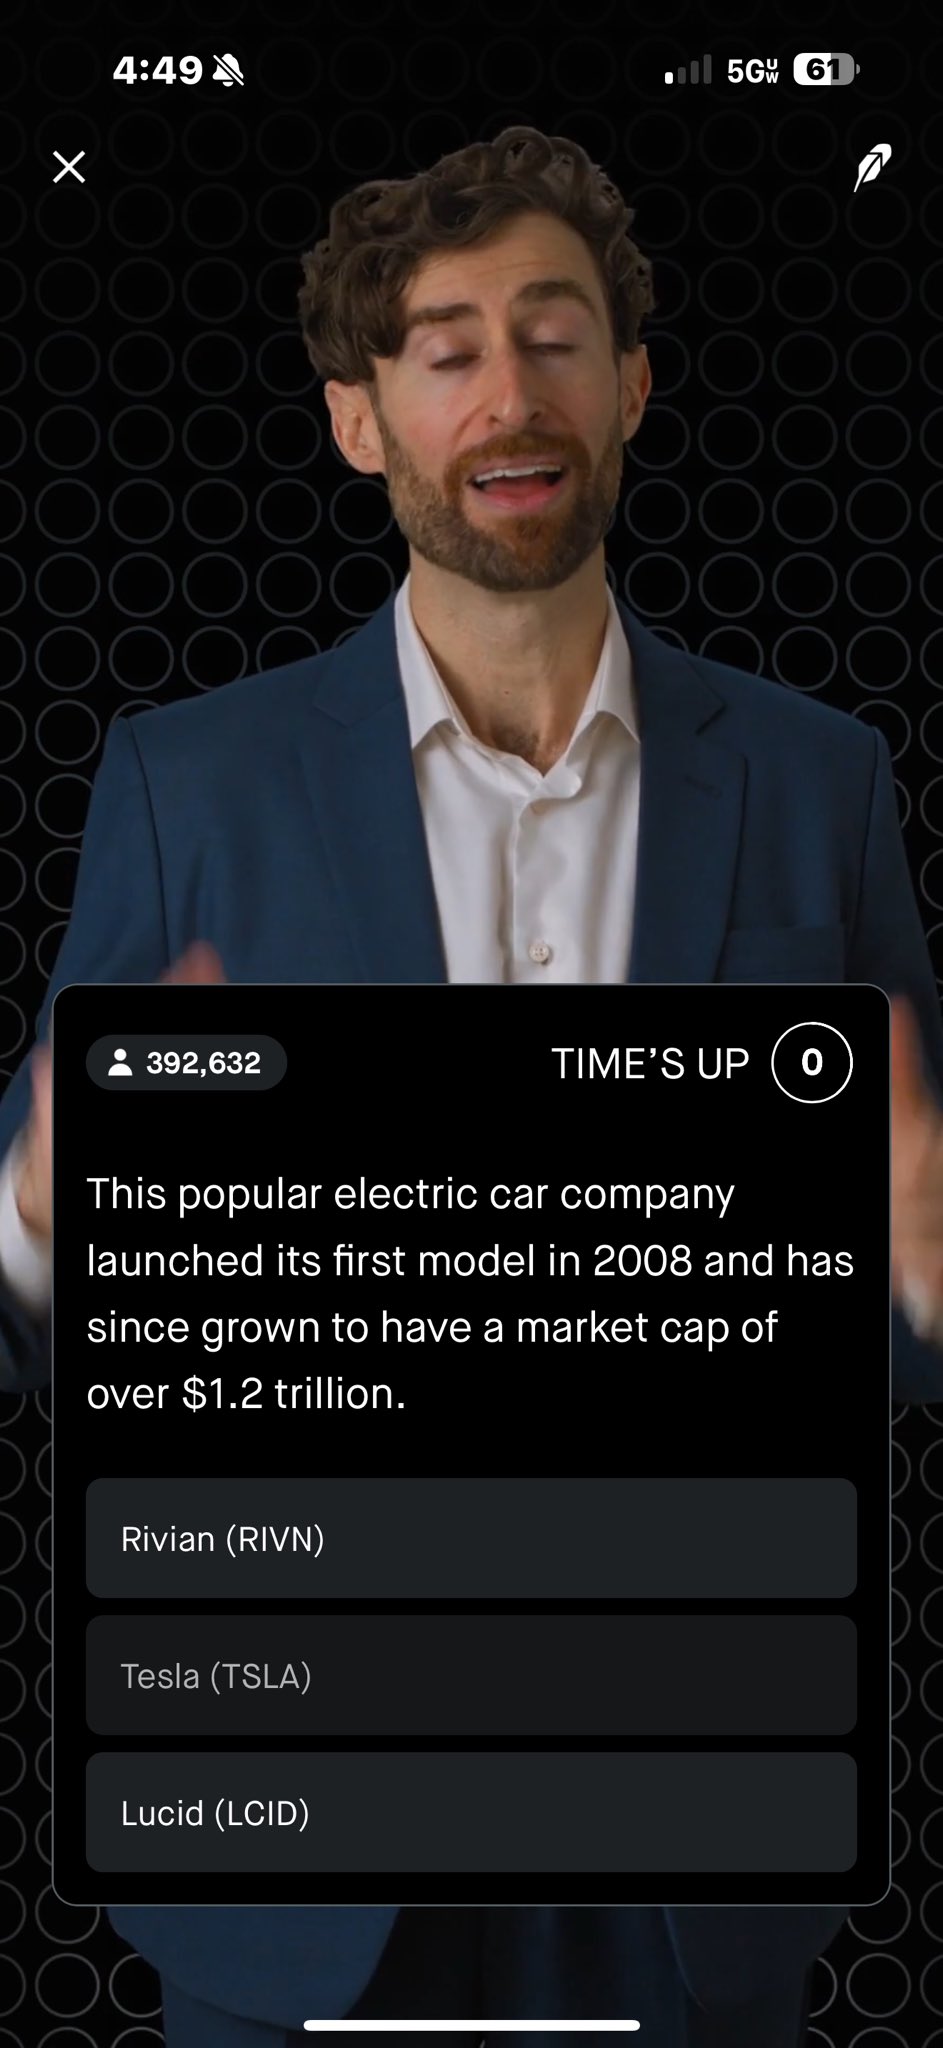 4:49
5GUW
61
392,632
TIME’S UP
0
This popular electric car company
launched its first model in 2008 and has
since grown to have a market cap of
over $1.2 trillion.
Rivian (RIVN)
Tesla (TSLA)
Lucid (LCID)